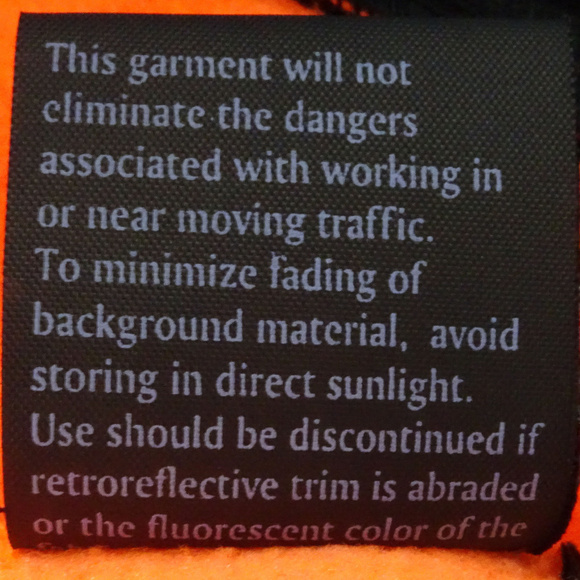 This garment will not
eliminate the dangers
associated with working in
or near moving traffic.
To minimize fading of
background material, avoid
storing in direct sunlight.
Use should be discontinued if
retroreflective trim is abraded
or the fluorescent color of the